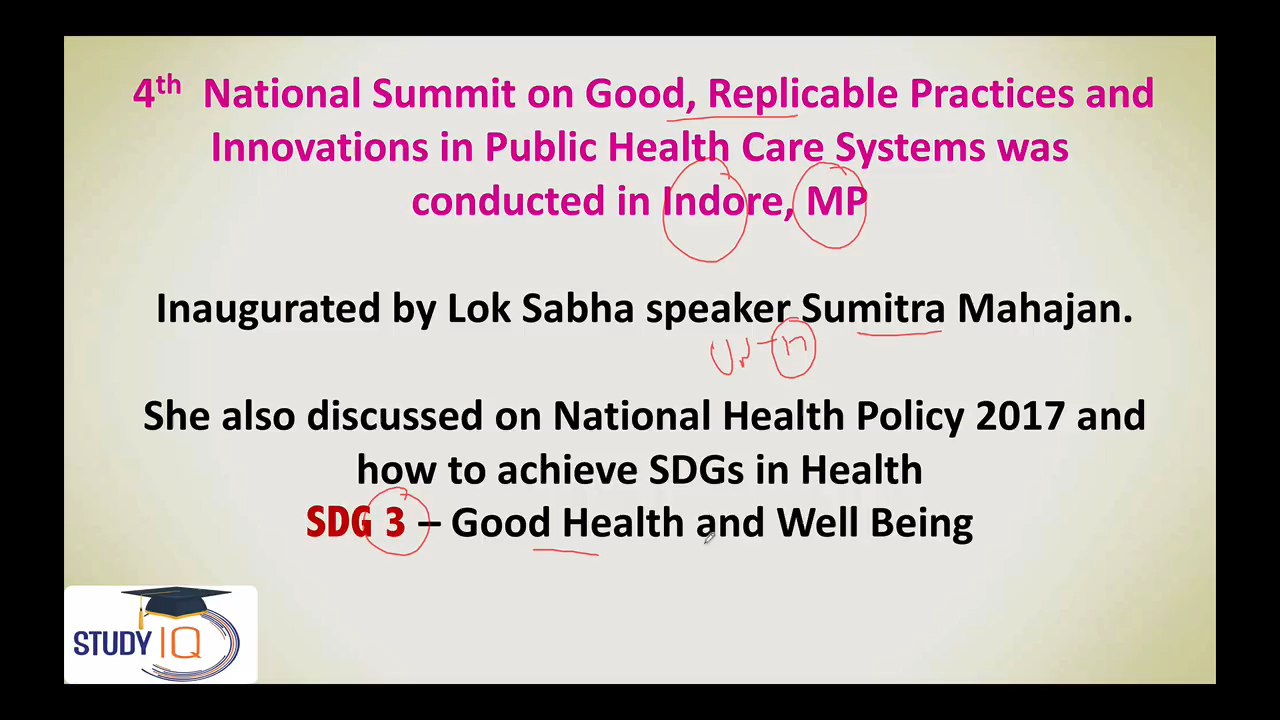 4th National Summit on Good, Replicable Practices and
Innovations in Public Health Care Systems was
conducted in Indore, MP
Inaugurated by Lok Sabha speaker Sumitra Mahajan.
She also discussed on National Health Policy 2017 and
how to achieve SDGs in Health
SDG 3 – Good Health and Well Being
STUDY IQ